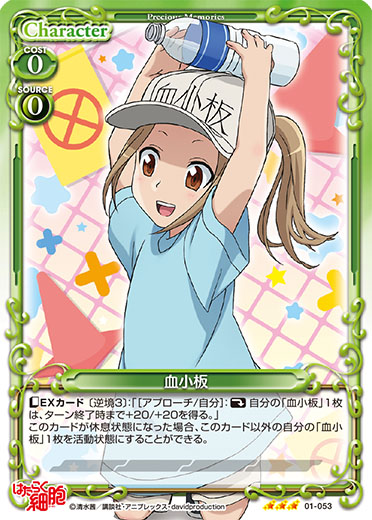 Precious Memories
Character
COST
0
SOURCE
0
血小板
血小板
EXカード〔逆境3〕:「[アプローチ/自分]: 自分の「血小板」1枚
は、ターン終了時まで+20/+20を得る。」
このカードが休息状態になった場合、このカード以外の自分の「血小
板」1枚を活動状態にすることができる。
はたらく
細胞
01-053
©清水茜/講談社・アニプレックス・davidproduction